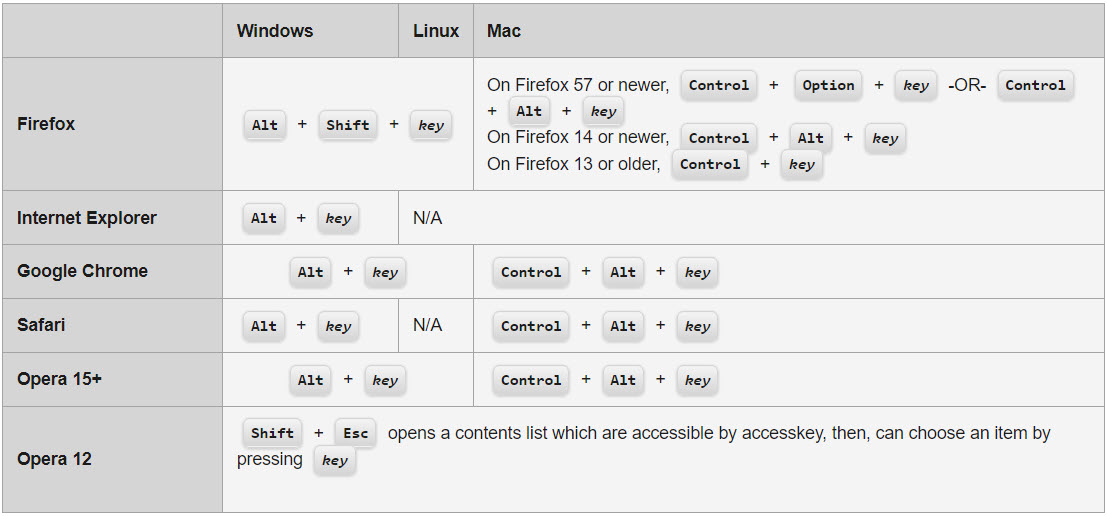 Windows Linux Mac
On Firefox 57 or newer, Control + Option + key -OR- Control
Firefox Alt + Shift + key + Alt + key
On Firefox 14 or newer, Control + Alt + key
On Firefox 13 or older, Control + key
Internet Explorer Alt + key N/A
Google Chrome Alt + key Control + Alt + key
Safari Alt + key N/A Control + Alt + key
Opera 15+ Alt + key Control + Alt + key
Opera 12 Shift + Esc opens a contents list which are accessible by accesskey, then, can choose an item by
pressing key